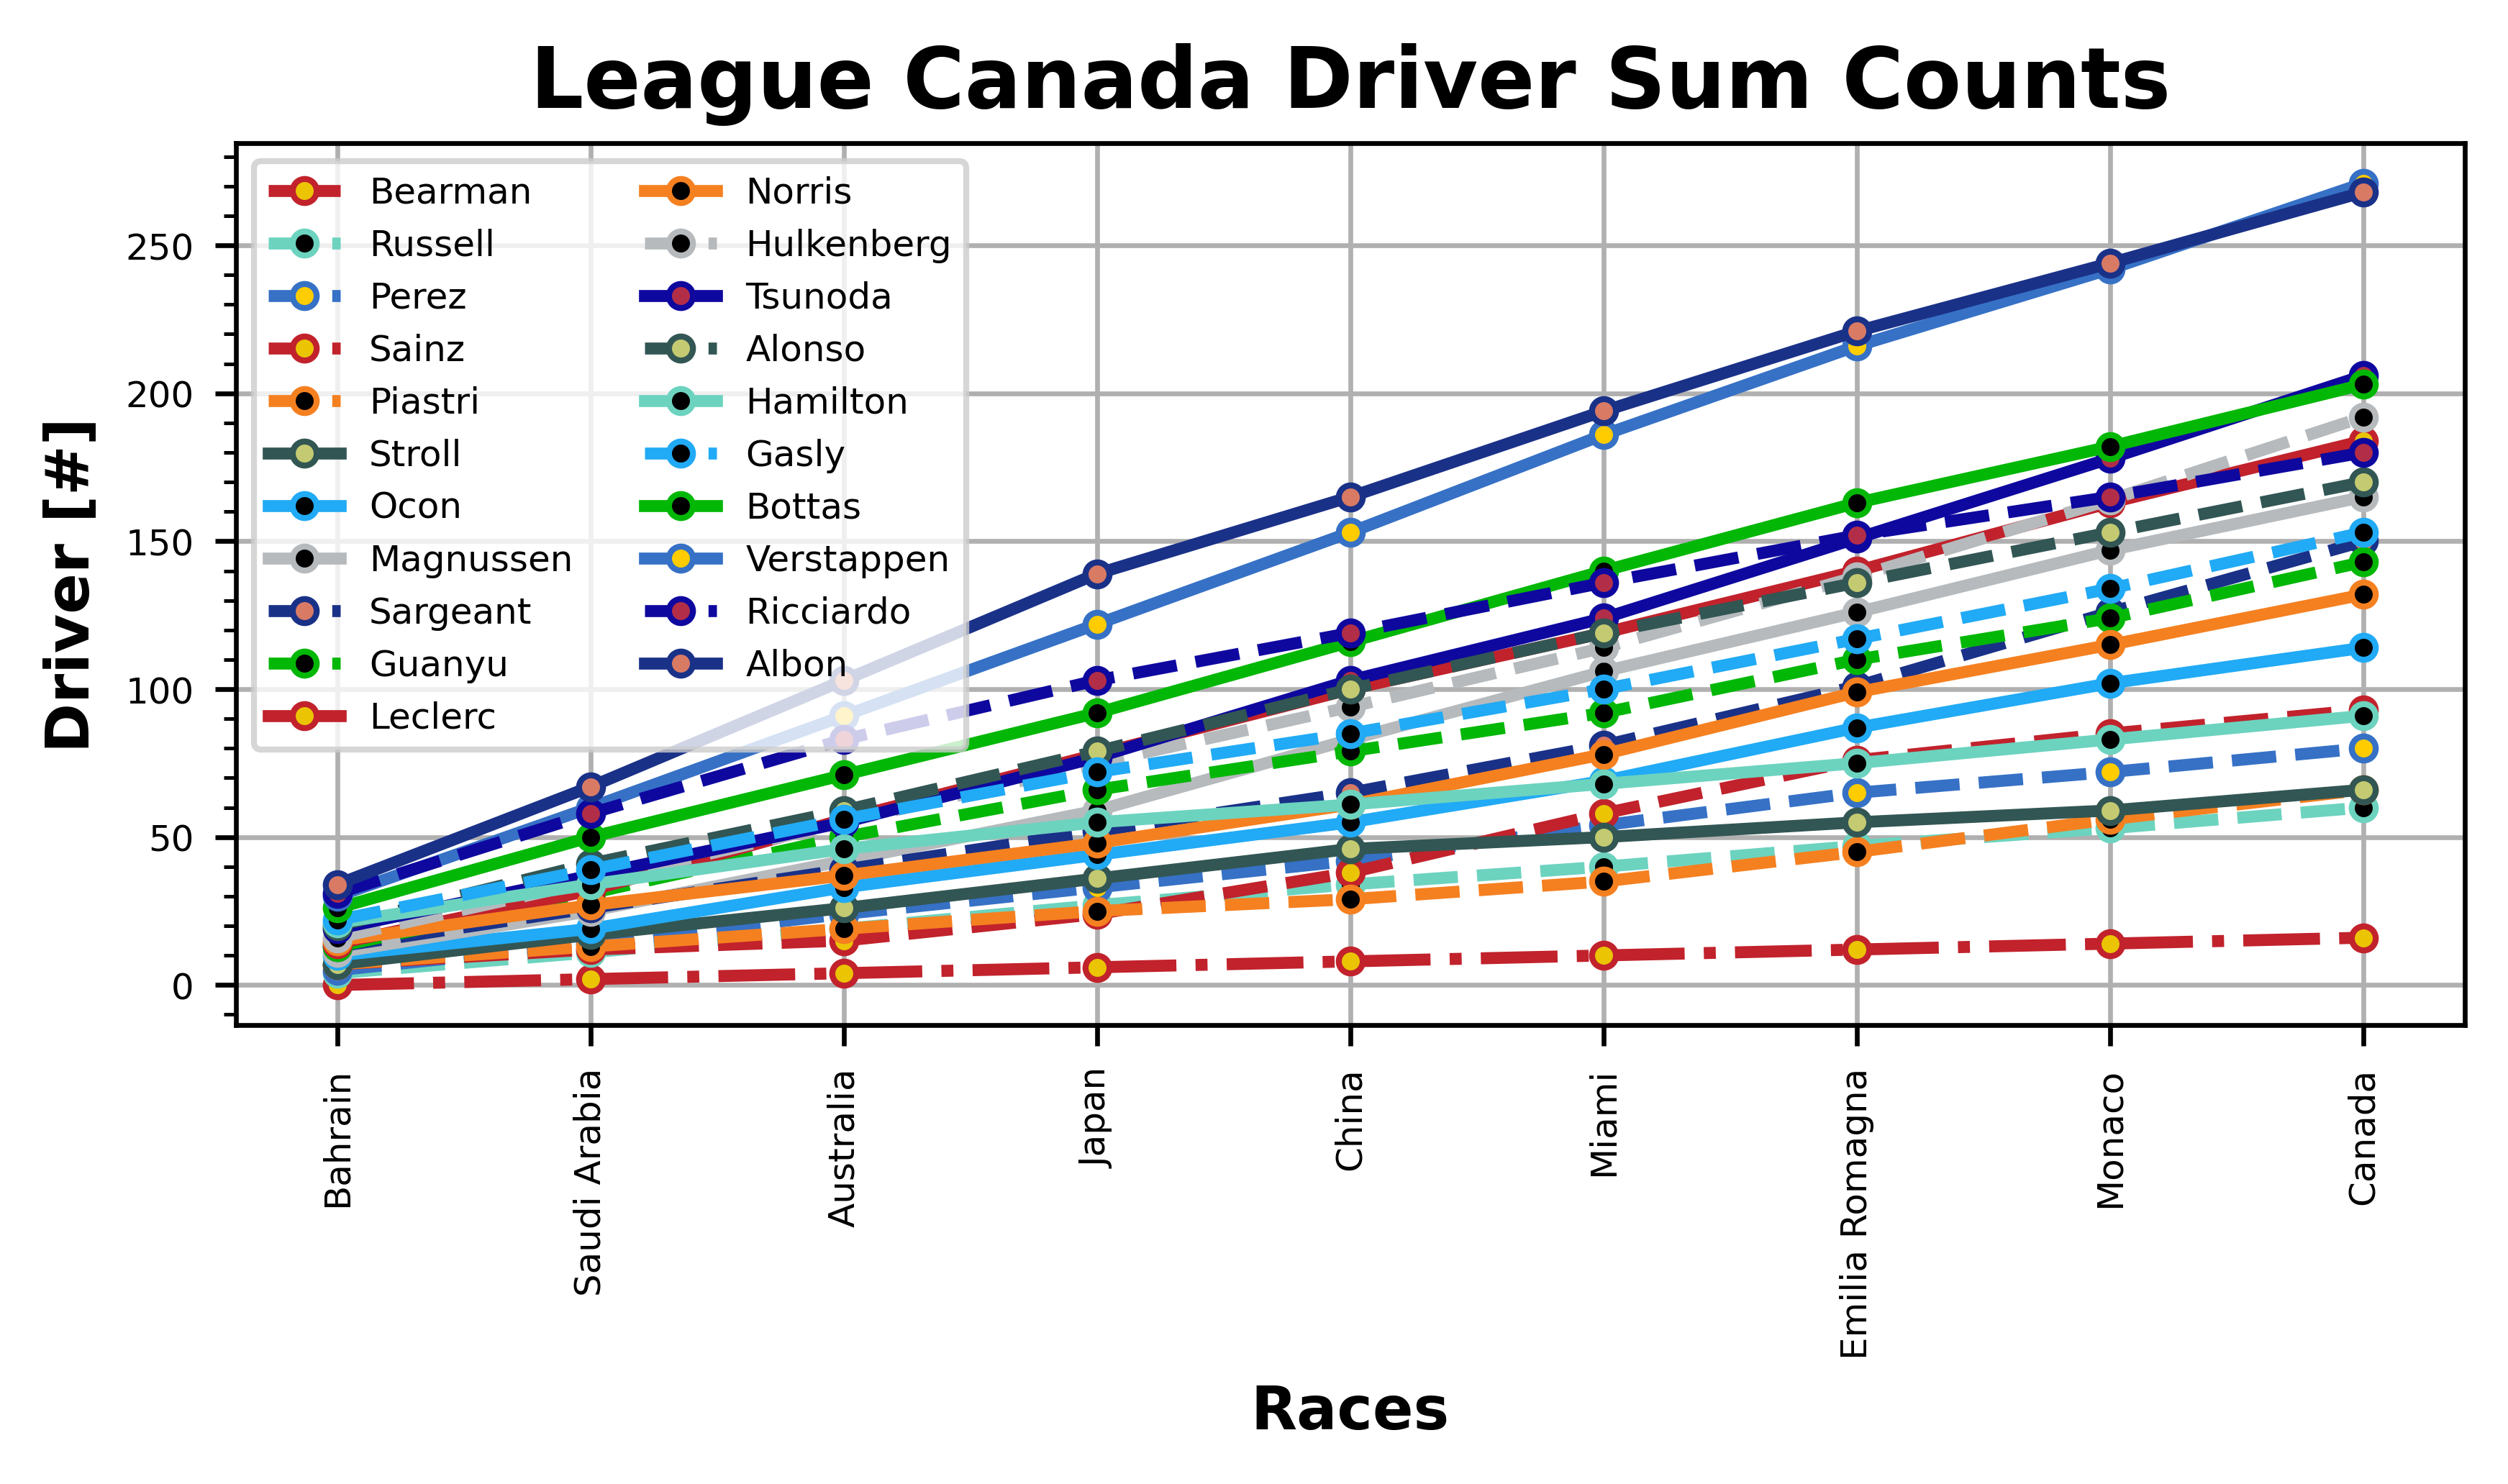 League Canada Driver Sum Counts
Driver [#]
250
200
150
100
50
0
Bearman
Russell
Perez
Sainz
Piastri
Stroll
Ocon
Magnussen
Sargeant
Guanyu
Leclerc
Norris
Hulkenberg
Tsunoda
Alonso
Hamilton
Gasly
Bottas
Verstappen
Ricciardo
Albon
Bahrain
Saudi Arabia
Australia
Japan
China
Miami
Emilia Romagna
Monaco
Canada
Races